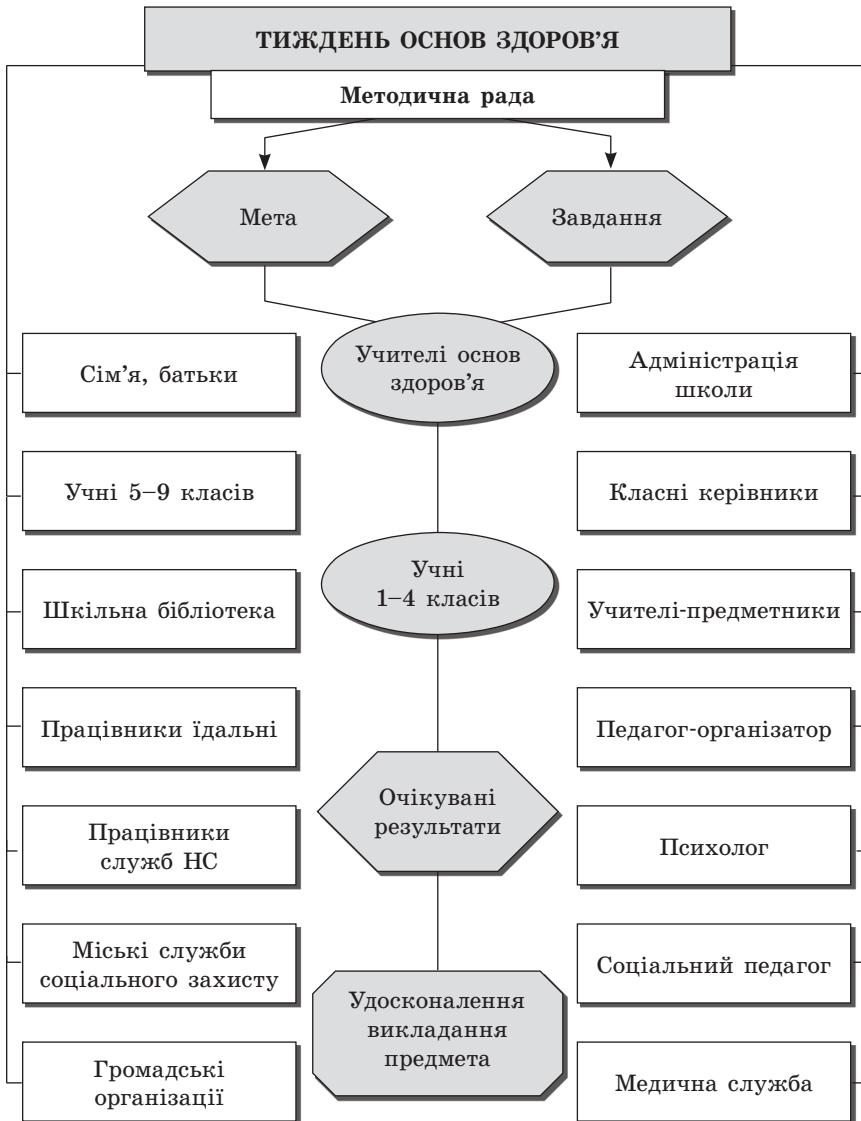 ТИЖДЕНЬ ОСНОВ ЗДОРОВ’Я
Методична рада
Мета
Завдання
Учителі основ
здоров’я
Сім’я, батьки
Адміністрація
школи
Учні 5–9 класів
Класні керівники
Учні
1–4 класів
Шкільна бібліотека
Учителі-предметники
Працівники їдальні
Педагог-організатор
Очікувані
результати
Працівники
служб НС
Психолог
Міські служби
соціального захисту
Соціальний педагог
Удосконалення
викладання
предмета
Громадські
організації
Медична служба